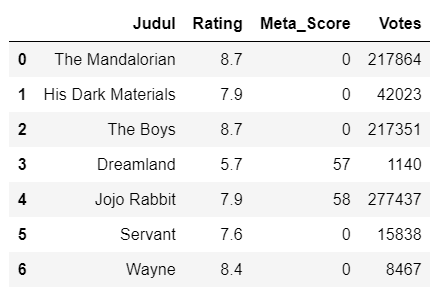 Judul Rating Meta_Score Votes
0 The Mandalorian 8.7 0 217864
1 His Dark Materials 7.9 0 42023
2 The Boys 8.7 0 217351
3 Dreamland 5.7 57 1140
4 Jojo Rabbit 7.9 58 277437
5 Servant 7.6 0 15838
6 Wayne 8.4 0 8467